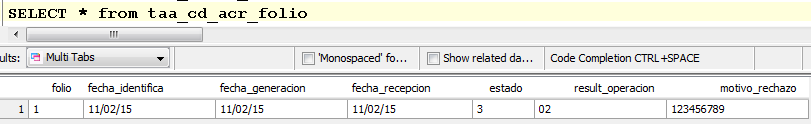 SELECT * from taa_cd_acr_folio
ults: Multi Tabs 'Monospaced' fo... Show related da... Code Completion CTRL+SPACE
folio fecha_identifica fecha_generacion fecha_recepcion estado result_operacion motivo_rechazo
1 1 11/02/15 11/02/15 11/02/15 3 02 123456789